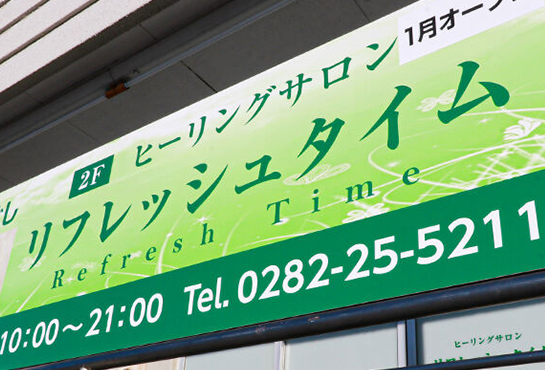 1月オープン
2F ヒーリングサロン
リフレッシュタイム
Refresh Time
10:00～21:00 Tel. 0282-25-5211
ヒーリングサロン